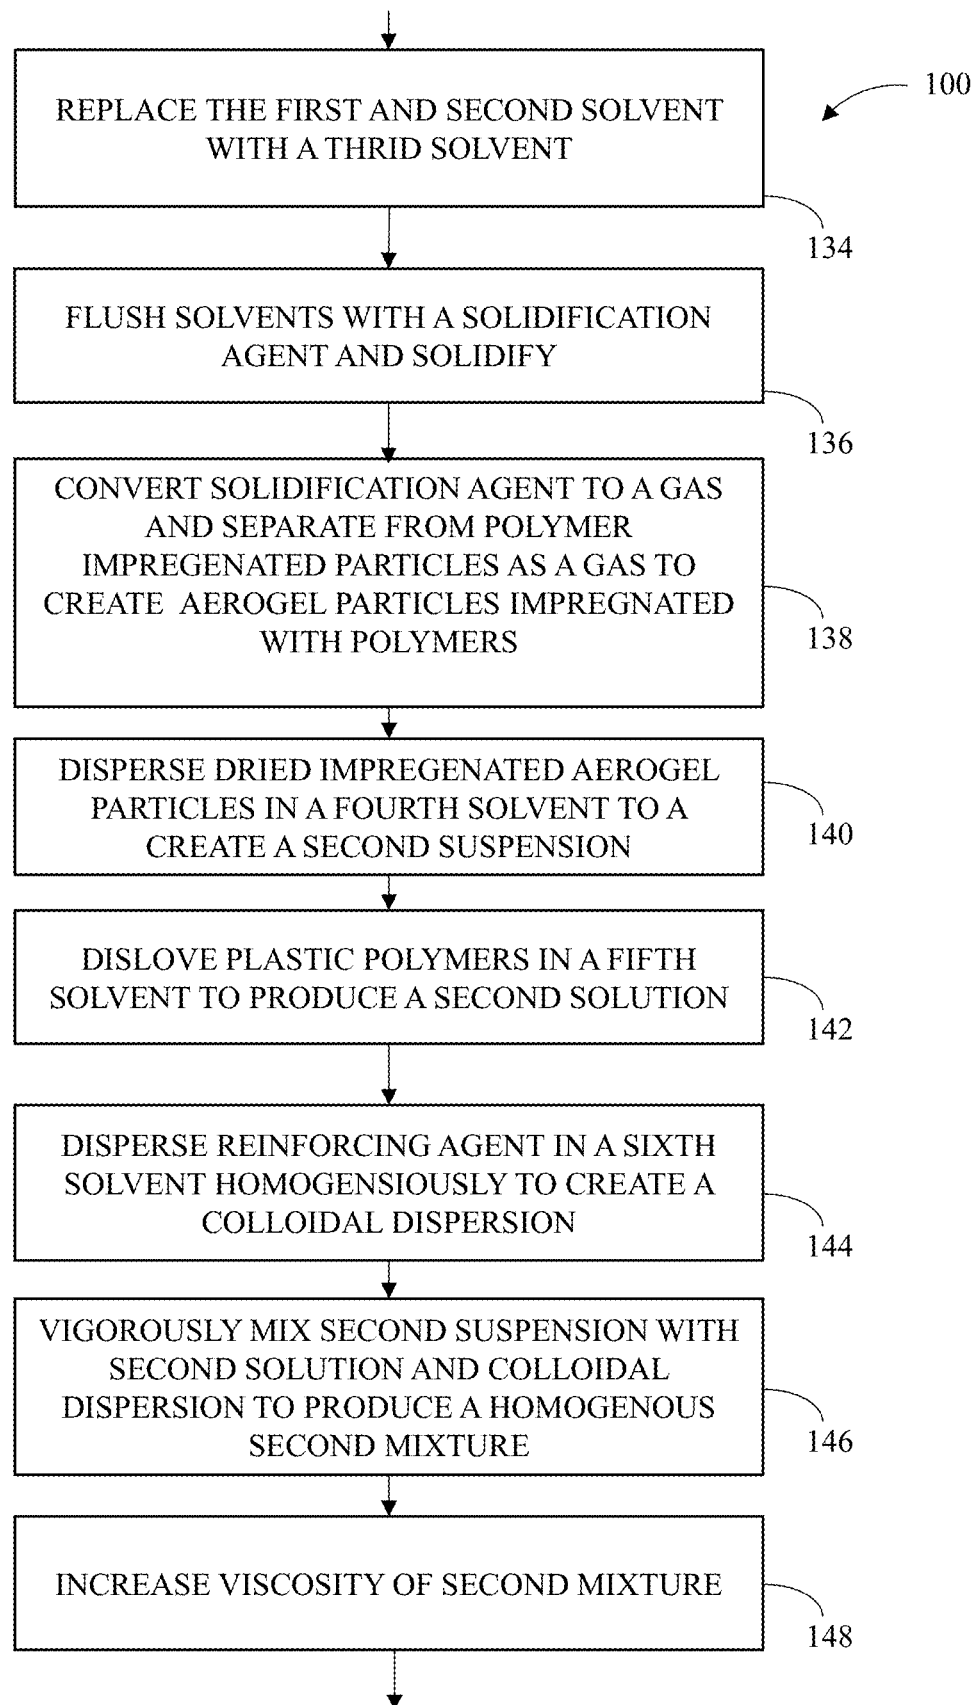 100
REPLACE THE FIRST AND SECOND SOLVENT
WITH A THRID SOLVENT
134
FLUSH SOLVENTS WITH A SOLIDIFICATION
AGENT AND SOLIDIFY
136
CONVERT SOLIDIFICATION AGENT TO A GAS
AND SEPARATE FROM POLYMER
IMPREGENATED PARTICLES AS A GAS TO
CREATE AEROGEL PARTICLES IMPREGNATED
WITH POLYMERS
138
DISPERSE DRIED IMPREGENATED AEROGEL
PARTICLES IN A FOURTH SOLVENT TO A
CREATE A SECOND SUSPENSION
140
DISLOVE PLASTIC POLYMERS IN A FIFTH
SOLVENT TO PRODUCE A SECOND SOLUTION
142
DISPERSE REINFORCING AGENT IN A SIXTH
SOLVENT HOMOGENSIOUSLY TO CREATE A
COLLOIDAL DISPERSION
144
VIGOROUSLY MIX SECOND SUSPENSION WITH
SECOND SOLUTION AND COLLOIDAL
DISPERSION TO PRODUCE A HOMOGENOUS
SECOND MIXTURE
146
INCREASE VISCOSITY OF SECOND MIXTURE
148